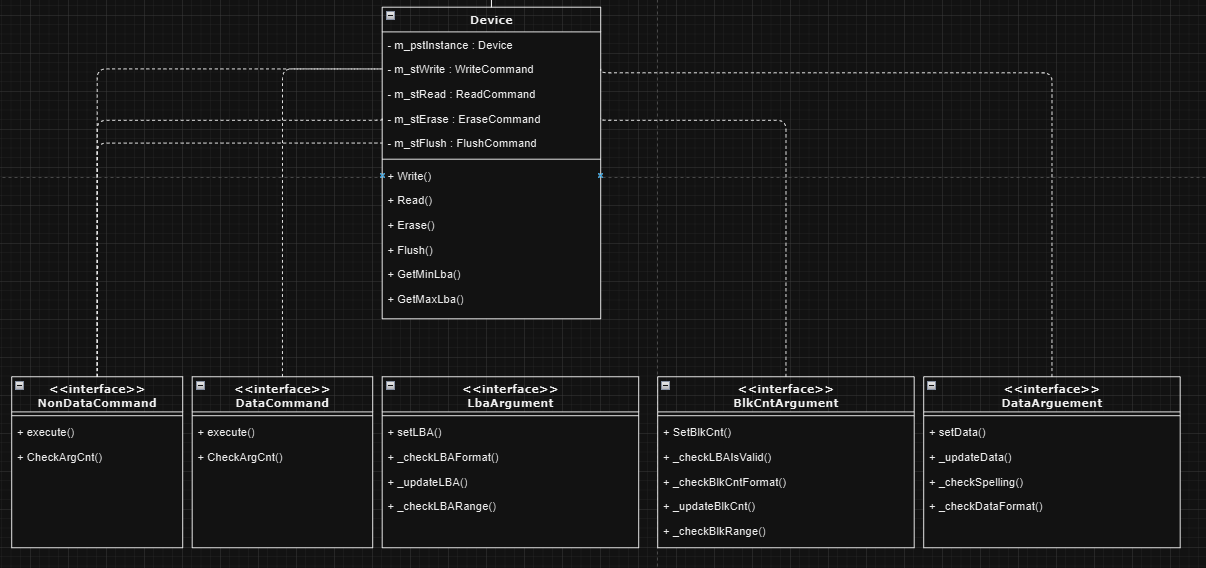 Device
- m_pstInstance : Device
- m_stWrite : WriteCommand
- m_stRead : ReadCommand
- m_stErase : EraseCommand
- m_stFlush : FlushCommand
+ Write()
+ Read()
+ Erase()
+ Flush()
+ GetMinLba()
+ GetMaxLba()
<<interface>>
NonDataCommand
+ execute()
+ CheckArgCnt()
<<interface>>
DataCommand
+ execute()
+ CheckArgCnt()
<<interface>>
LbaArgument
+ setLBA()
+ _checkLBAFormat()
+ _updateLBA()
+ _checkLBARange()
<<interface>>
BlkCntArgument
+ SetBlkCnt()
+ _checkLBAIsValid()
+ _checkBlkCntFormat()
+ _updateBlkCnt()
+ _checkBlkRange()
<<interface>>
DataArguement
+ setData()
+ _updateData()
+ _checkSpelling()
+ _checkDataFormat()